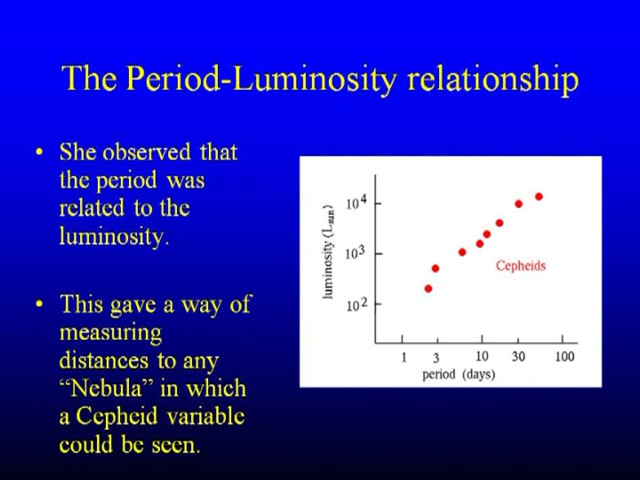 The Period-Luminosity relationship
• She observed that
the period was
related to the
luminosity.
• This gave a way of
measuring
distances to any
“Nebula” in which
a Cepheid variable
could be seen.
luminosity (Lsun)
10⁴
10³
10²
Cepheids
1 3 10 30 100
period (days)